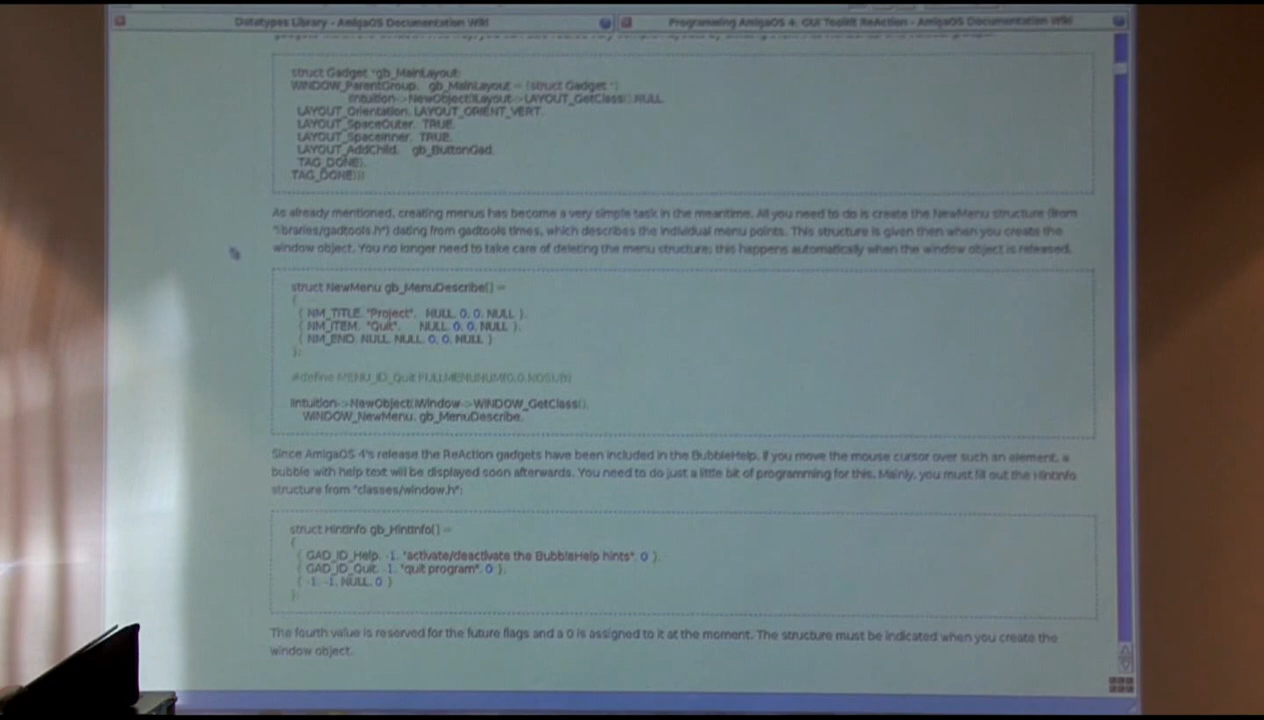 Datatypes Library - AmigaOS Documentation Wiki
Programming AmigaOS 4: GUI Toolkit ReAction - AmigaOS Documentation Wiki
struct Gadget *gb_MainLayout;
WINDOW_ParentGroup, gb_MainLayout = (struct Gadget *)
IIntuition->NewObject(ILayout->LAYOUT_GetClass(),NULL,
LAYOUT_Orientation, LAYOUT_ORIENT_VERT,
LAYOUT_SpaceOuter, TRUE,
LAYOUT_SpaceInner, TRUE,
LAYOUT_AddChild, gb_ButtonGad,
TAG_DONE),
TAG_DONE)))
As already mentioned, creating menus has become a very simple task in the meantime. All you need to do is create the NewMenu structure (from
"libraries/gadtools.h") dating from gadtools times, which describes the individual menu points. This structure is given then when you create the
window object. You no longer need to take care of deleting the menu structure; this happens automatically when the window object is released.
struct NewMenu gb_MenuDescribe[] =
{
{ NM_TITLE, "Project", NULL, 0, 0, NULL },
{ NM_ITEM, "Quit", NULL, 0, 0, NULL },
{ NM_END, NULL, NULL, 0, 0, NULL }
};
#define MENU_ID_Quit FULLMENUNUM(0,0,NOSUB)
IIntuition->NewObject(IWindow->WINDOW_GetClass(),
WINDOW_NewMenu, gb_MenuDescribe,
Since AmigaOS 4's release the ReAction gadgets have been included in the BubbleHelp. If you move the mouse cursor over such an element, a
bubble with help text will be displayed soon afterwards. You need to do just a little bit of programming for this. Mainly, you must fill out the HintInfo
structure from "classes/window.h":
struct HintInfo gb_HintInfo[] =
{
{ GAD_ID_Help, -1, "activate/deactivate the BubbleHelp hints", 0 },
{ GAD_ID_Quit, -1, "quit program", 0 },
{ -1, -1, NULL, 0 }
};
The fourth value is reserved for the future flags and a 0 is assigned to it at the moment. The structure must be indicated when you create the
window object.